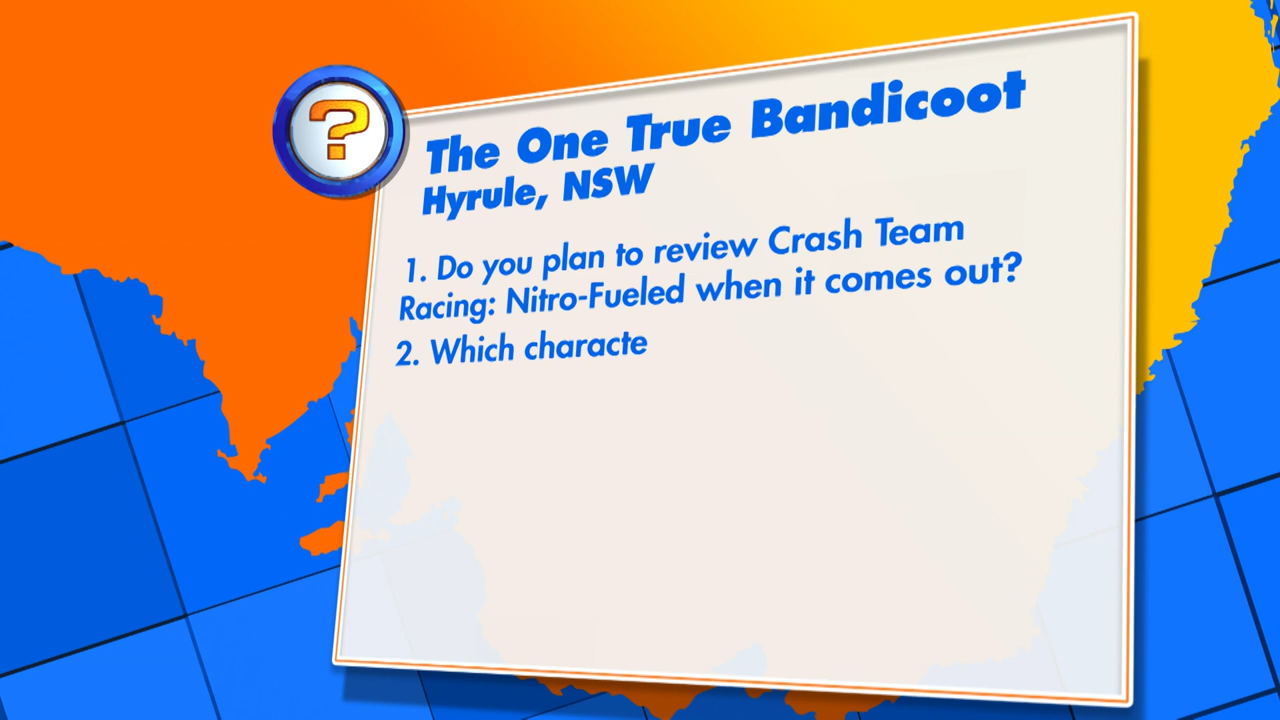 ?
The One True Bandicoot
Hyrule, NSW
1. Do you plan to review Crash Team
Racing: Nitro-Fueled when it comes out?
2. Which characte